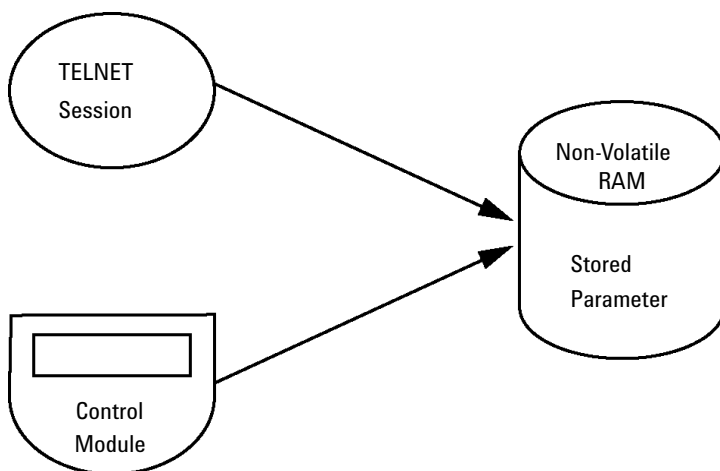 TELNET
Session
Non-Volatile
RAM
Stored
Parameter
Control
Module